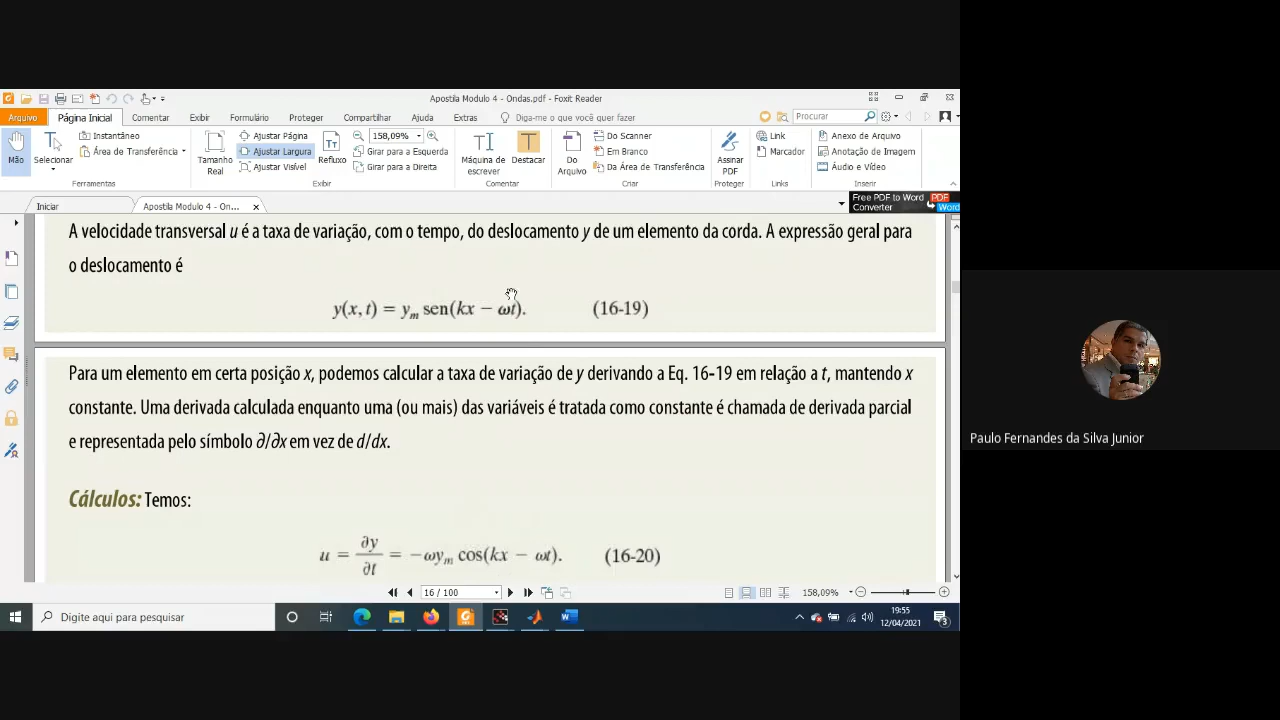 Apostila Modulo 4 - Ondas.pdf - Foxit Reader
Arquivo Página Inicial Comentar Exibir Formulário Proteger Compartilhar Ajuda Extras Diga-me o que você quer fazer Procurar
Mão
Selecionar
Instantâneo
Área de Transferência
Ferramentas
Tamanho Real
Ajustar Página
Ajustar Largura
Ajustar Visível
Refluxo
158,09%
Girar para a Esquerda
Girar para a Direita
Exibir
Máquina de escrever
Destacar
Comentar
Do Arquivo
Do Scanner
Em Branco
Da Área de Transferência
Criar
Assinar PDF
Proteger
Link
Marcador
Links
Anexo de Arquivo
Anotação de Imagem
Áudio e Vídeo
Inserir
Iniciar
Apostila Modulo 4 - On...
Free PDF to Word Converter
PDF
Word
A velocidade transversal u é a taxa de variação, com o tempo, do deslocamento y de um elemento da corda. A expressão geral para
o deslocamento é
y(x, t) = yₘ sen(kx − ωt). (16-19)
Para um elemento em certa posição x, podemos calcular a taxa de variação de y derivando a Eq. 16-19 em relação a t, mantendo x
constante. Uma derivada calculada enquanto uma (ou mais) das variáveis é tratada como constante é chamada de derivada parcial
e representada pelo símbolo ∂/∂x em vez de d/dx.
Cálculos: Temos:
u = ∂y/∂t = −ωyₘ cos(kx − ωt). (16-20)
16 / 100
158,09%
Digite aqui para pesquisar
19:55
12/04/2021
3
Paulo Fernandes da Silva Junior